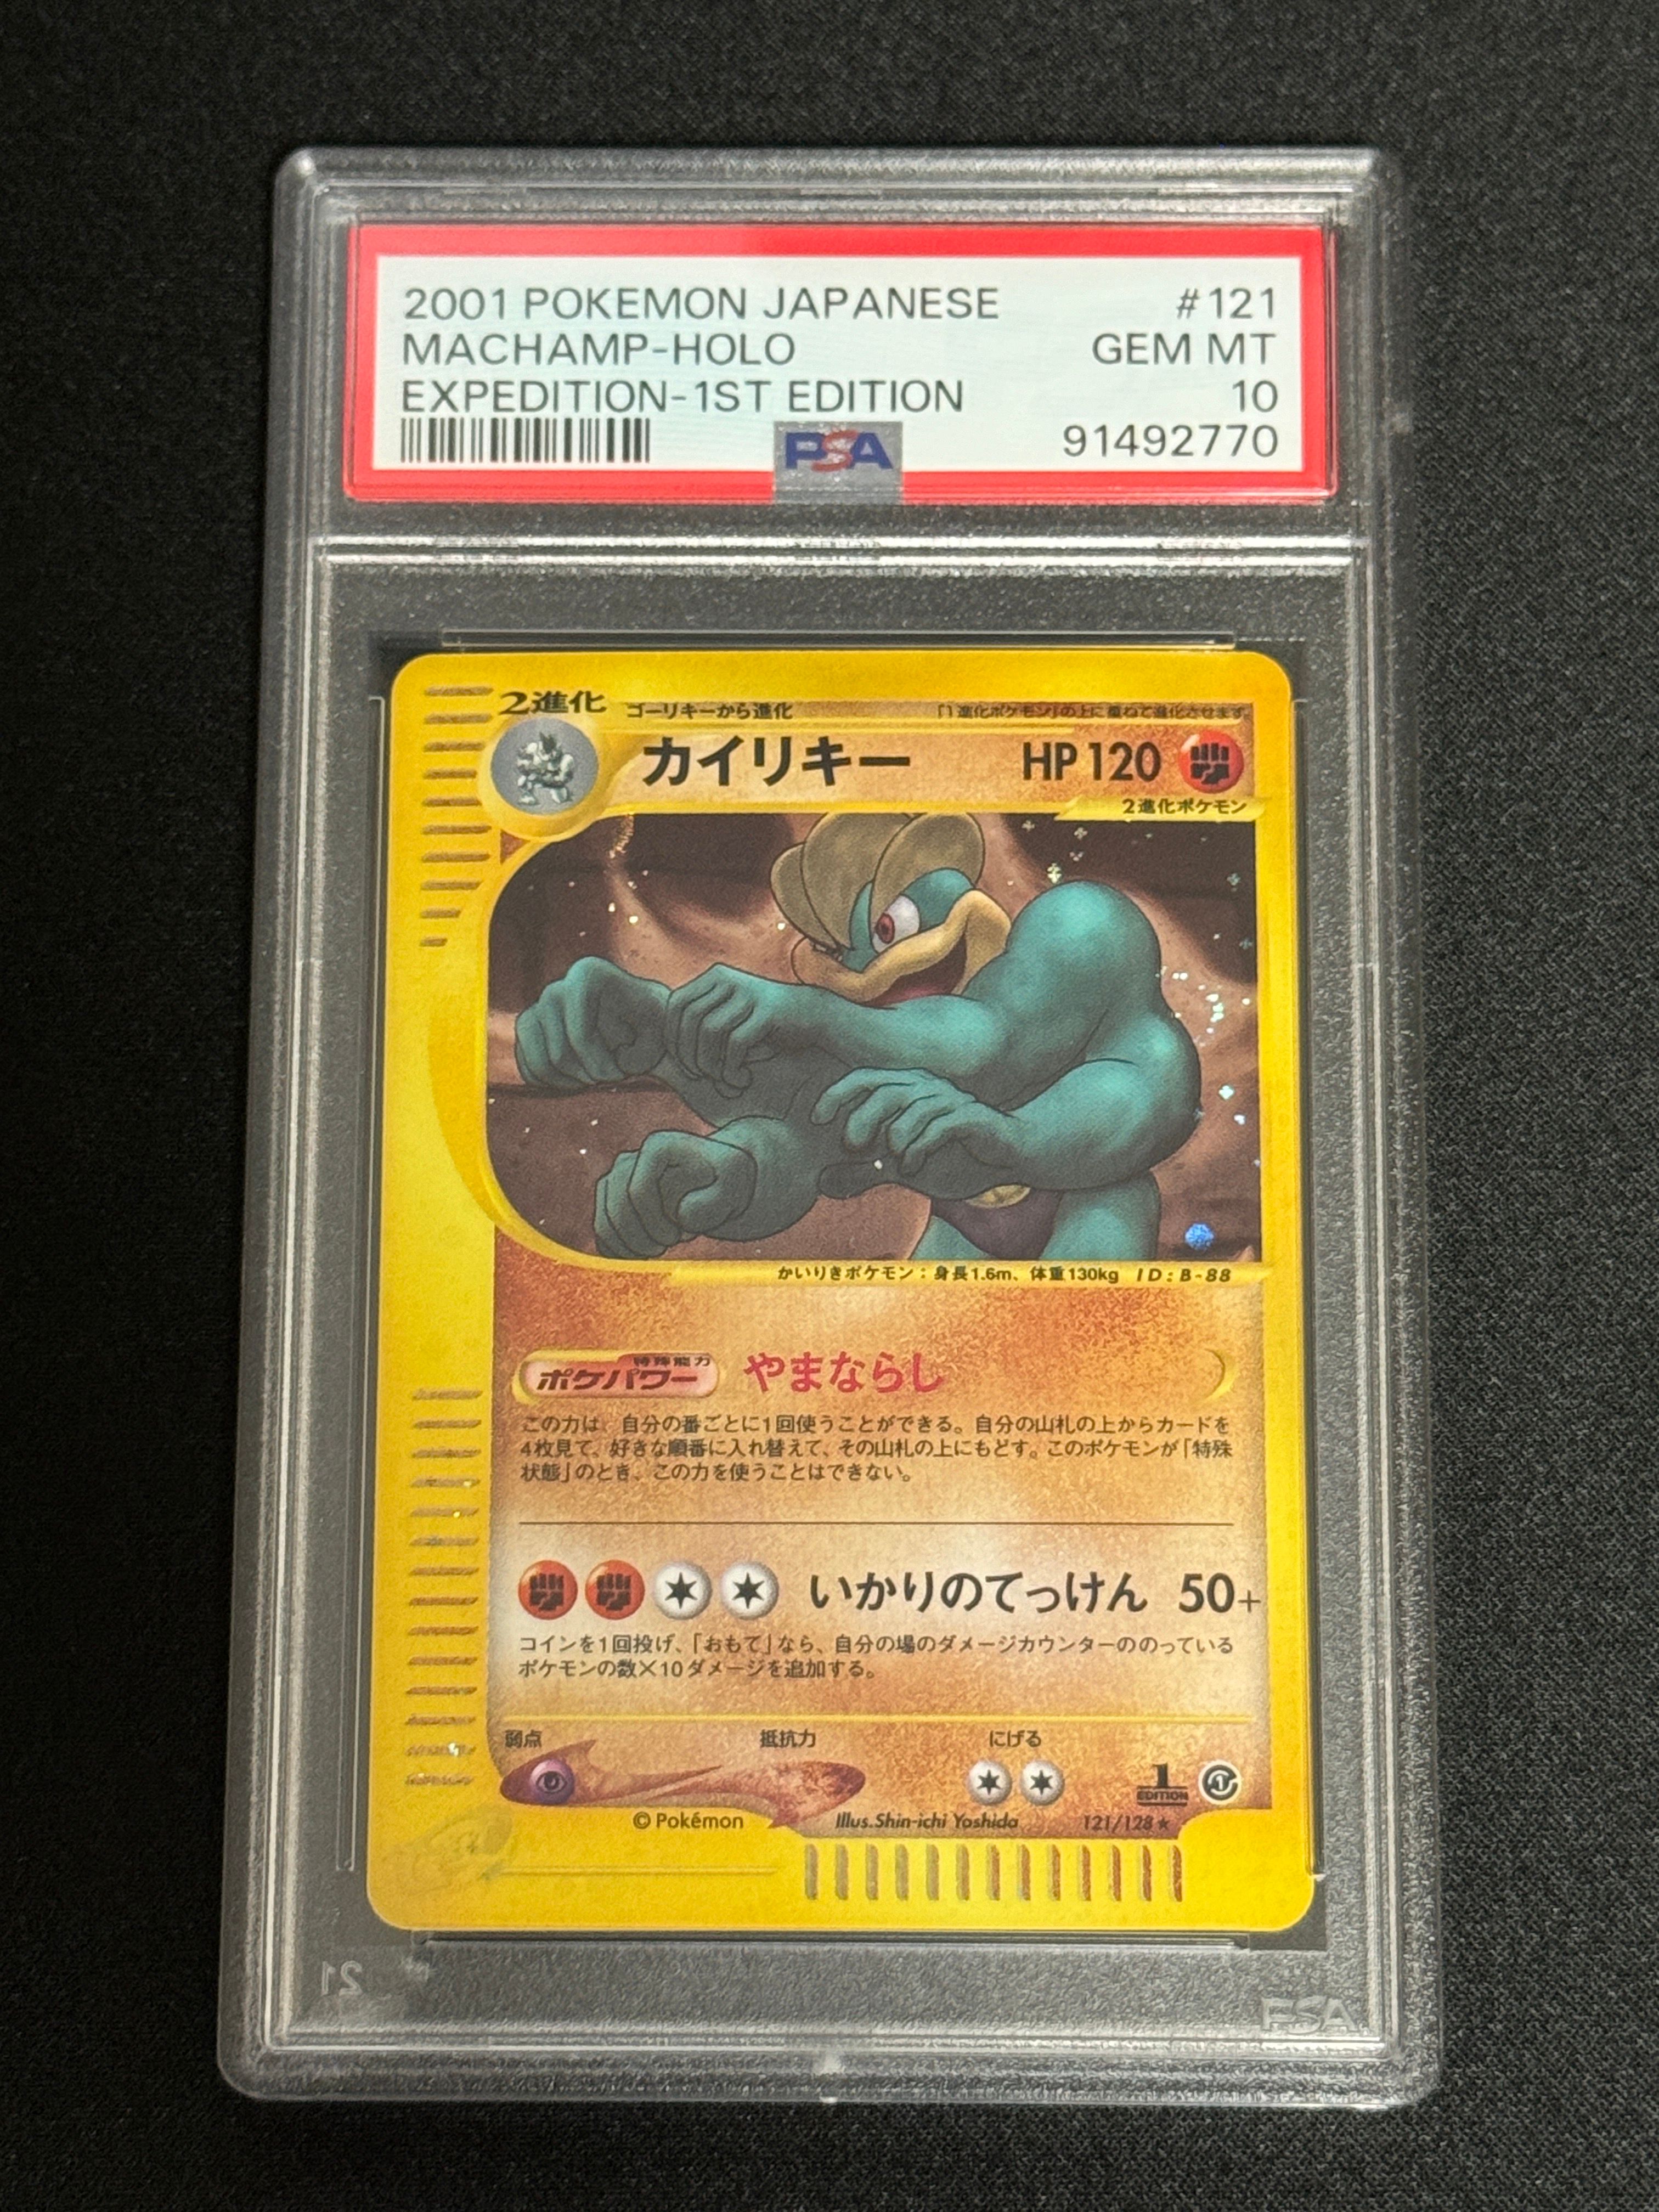 2001 POKEMON JAPANESE #121
MACHAMP-HOLO GEM MT
EXPEDITION-1ST EDITION 10
PSA 91492770
2進化 ゴーリキーから進化 「1進化ポケモン」の上に重ねて進化させます。
カイリキー HP 120
2進化ポケモン
かいりきポケモン：身長1.6m、体重130kg ID：B-88
特殊能力
ポケパワー やまならし
この力は、自分の番ごとに1回使うことができる。自分の山札の上からカードを
4枚見て、好きな順番に入れ替えて、その山札の上にもどす。このポケモンが「特殊
状態」のとき、この力を使うことはできない。
いかりのてっけん 50+
コインを1回投げ、「おもて」なら、自分の場のダメージカウンターののっている
ポケモンの数×10ダメージを追加する。
弱点 抵抗力 にげる
1 EDITION
© Pokémon Illus. Shin-ichi Yoshida 121/128 ★
21 PSA